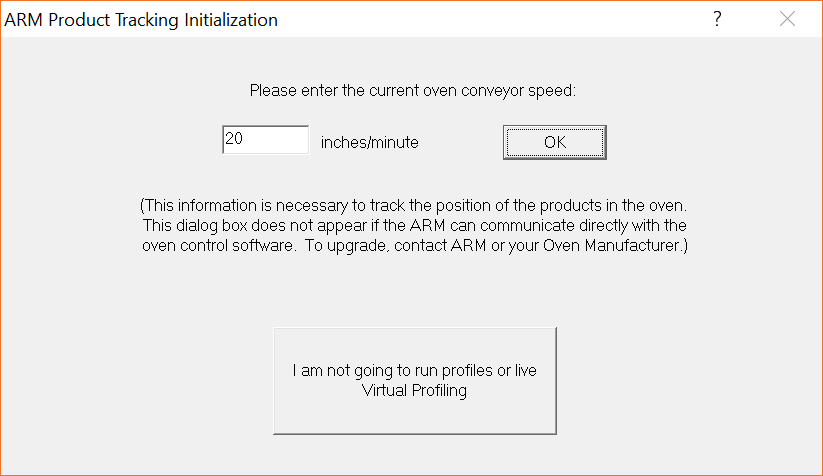 ARM Product Tracking Initialization ?
Please enter the current oven conveyor speed:
20 inches/minute OK
(This information is necessary to track the position of the products in the oven.
This dialog box does not appear if the ARM can communicate directly with the
oven control software.  To upgrade, contact ARM or your Oven Manufacturer.)
I am not going to run profiles or live
Virtual Profiling